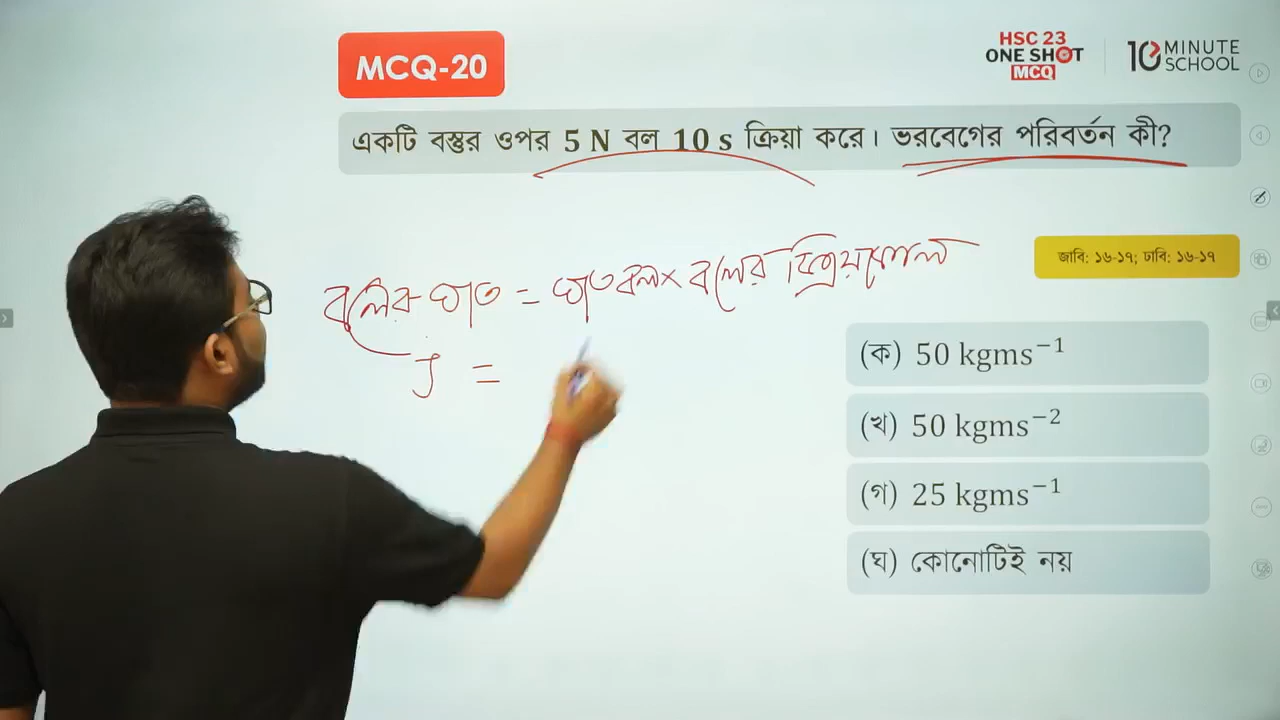 HSC 23
ONE SHOT
MCQ
10 MINUTE
SCHOOL
MCQ-20
একটি বস্তুর ওপর 5 N বল 10 s ক্রিয়া করে। ভরবেগের পরিবর্তন কী?
জাবি: ১৬-১৭; ঢাবি: ১৬-১৭
বলের ঘাত = ঘাতবল× বলের ক্রিয়াকাল
J =
(ক) 50 kgms⁻¹
(খ) 50 kgms⁻²
(গ) 25 kgms⁻¹
(ঘ) কোনোটিই নয়